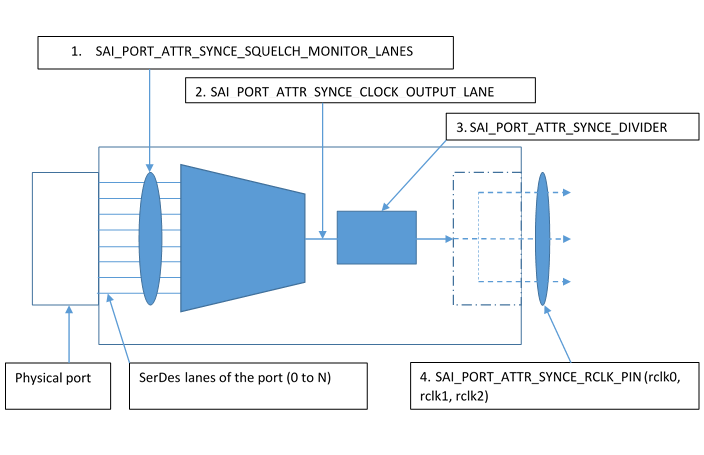 1. SAI_PORT_ATTR_SYNCE_SQUELCH_MONITOR_LANES
2. SAI PORT ATTR SYNCE CLOCK OUTPUT LANE
3. SAI_PORT_ATTR_SYNCE_DIVIDER
Physical port
SerDes lanes of the port (0 to N)
4. SAI_PORT_ATTR_SYNCE_RCLK_PIN (rclk0,
rclk1, rclk2)